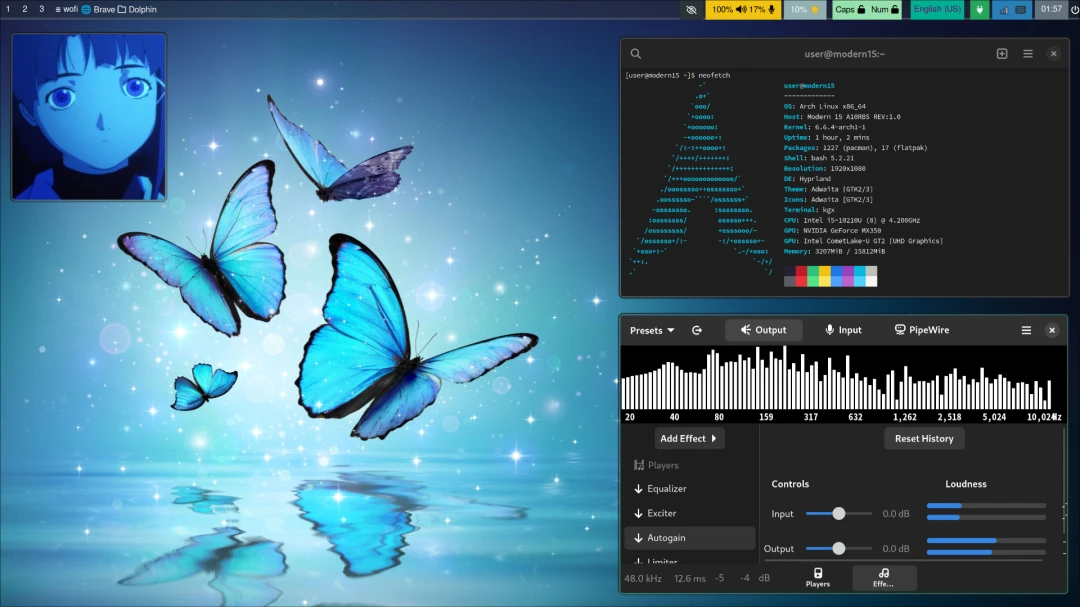 1 2 3 wofi Brave Dolphin 100% 17% 10% Caps Num English (US) 01:57
user@modern15:~
[user@modern15 ~]$ neofetch
user@modern15
-------------
OS: Arch Linux x86_64
Host: Modern 15 A10RBS REV:1.0
Kernel: 6.6.4-arch1-1
Uptime: 1 hour, 2 mins
Packages: 1227 (pacman), 17 (flatpak)
Shell: bash 5.2.21
Resolution: 1920x1080
DE: Hyprland
Theme: Adwaita [GTK2/3]
Icons: Adwaita [GTK2/3]
Terminal: kgx
CPU: Intel i5-10210U (8) @ 4.200GHz
GPU: NVIDIA GeForce MX350
GPU: Intel CometLake-U GT2 [UHD Graphics]
Memory: 3207MiB / 15812MiB
Presets Output Input PipeWire
20 40 80 159 317 632 1,262 2,518 5,024 10,024 Hz
Add Effect Reset History
Players
Equalizer
Exciter
Autogain
Limiter
Controls Loudness
Input 0.0 dB
Output 0.0 dB
48.0 kHz 12.6 ms -5 -4 dB
Players Effe...